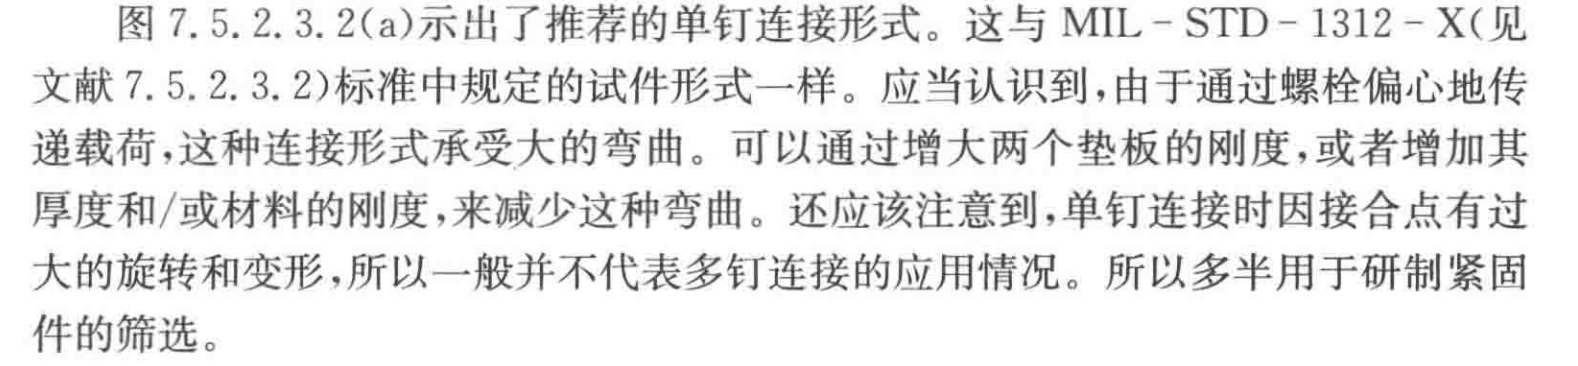 图 7.5.2.3.2(a)示出了推荐的单钉连接形式。这与 MIL-STD-1312-X(见
文献 7.5.2.3.2)标准中规定的试件形式一样。应当认识到,由于通过螺栓偏心地传
递载荷,这种连接形式承受大的弯曲。可以通过增大两个垫板的刚度,或者增加其
厚度和/或材料的刚度,来减少这种弯曲。还应该注意到,单钉连接时因接合点有过
大的旋转和变形,所以一般并不代表多钉连接的应用情况。所以多半用于研制紧固
件的筛选。